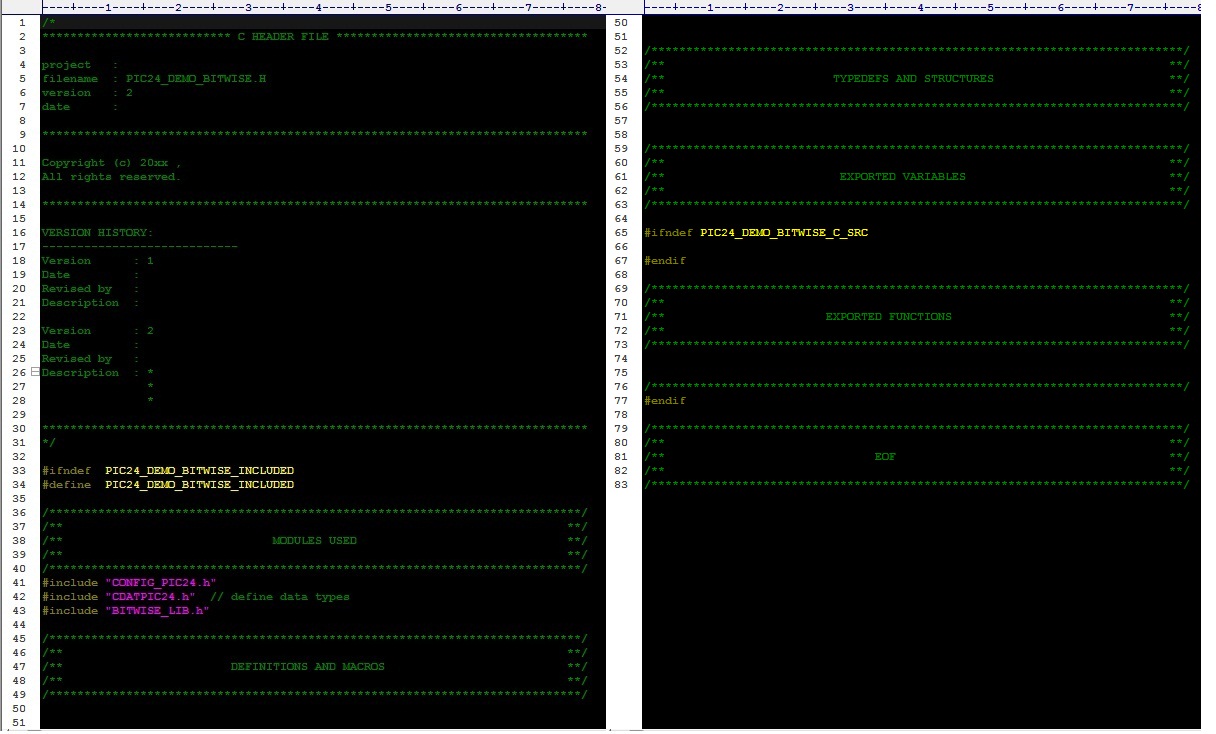 ----+----1----+----2----+----3----+----4----+----5----+----6----+----7----+----8-
1 /*
2 *************************** C HEADER FILE ************************************
3
4 project   :
5 filename  : PIC24_DEMO_BITWISE.H
6 version   : 2
7 date      :
8
9 ******************************************************************************
10
11 Copyright (c) 20xx ,
12 All rights reserved.
13
14 ******************************************************************************
15
16 VERSION HISTORY:
17 ----------------------------
18 Version      : 1
19 Date         :
20 Revised by   :
21 Description  :
22
23 Version      : 2
24 Date         :
25 Revised by   :
26 Description  : *
27                *
28                *
29
30 ******************************************************************************
31 */
32
33 #ifndef  PIC24_DEMO_BITWISE_INCLUDED
34 #define  PIC24_DEMO_BITWISE_INCLUDED
35
36 /****************************************************************************/
37 /**                                                                        **/
38 /**                              MODULES USED                              **/
39 /**                                                                        **/
40 /****************************************************************************/
41 #include "CONFIG_PIC24.h"
42 #include "CDATPIC24.h"  // define data types
43 #include "BITWISE_LIB.h"
44
45 /****************************************************************************/
46 /**                                                                        **/
47 /**                        DEFINITIONS AND MACROS                          **/
48 /**                                                                        **/
49 /****************************************************************************/
50
51
----+----1----+----2----+----3----+----4----+----5----+----6----+----7----+----8
50
51
52 /****************************************************************************/
53 /**                                                                        **/
54 /**                        TYPEDEFS AND STRUCTURES                         **/
55 /**                                                                        **/
56 /****************************************************************************/
57
58
59 /****************************************************************************/
60 /**                                                                        **/
61 /**                         EXPORTED VARIABLES                             **/
62 /**                                                                        **/
63 /****************************************************************************/
64
65 #ifndef PIC24_DEMO_BITWISE_C_SRC
66
67 #endif
68
69 /****************************************************************************/
70 /**                                                                        **/
71 /**                       EXPORTED FUNCTIONS                               **/
72 /**                                                                        **/
73 /****************************************************************************/
74
75
76 /****************************************************************************/
77 #endif
78
79 /****************************************************************************/
80 /**                                                                        **/
81 /**                              EOF                                       **/
82 /**                                                                        **/
83 /****************************************************************************/